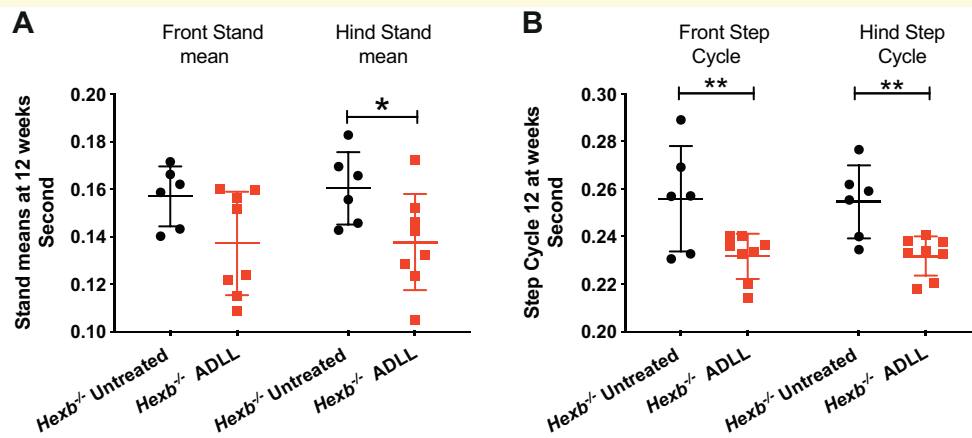 A
Front Stand
mean
Hind Stand
mean
*
Stand means at 12 weeks
Second
0.20
0.18
0.16
0.14
0.12
0.10
Hexb-/- Untreated
Hexb-/- ADLL
Hexb-/- Untreated
Hexb-/- ADLL
B
Front Step
Cycle
Hind Step
Cycle
**
**
Step Cycle 12 at weeks
Second
0.30
0.28
0.26
0.24
0.22
0.20
Hexb-/- Untreated
Hexb-/- ADLL
Hexb-/- Untreated
Hexb-/- ADLL